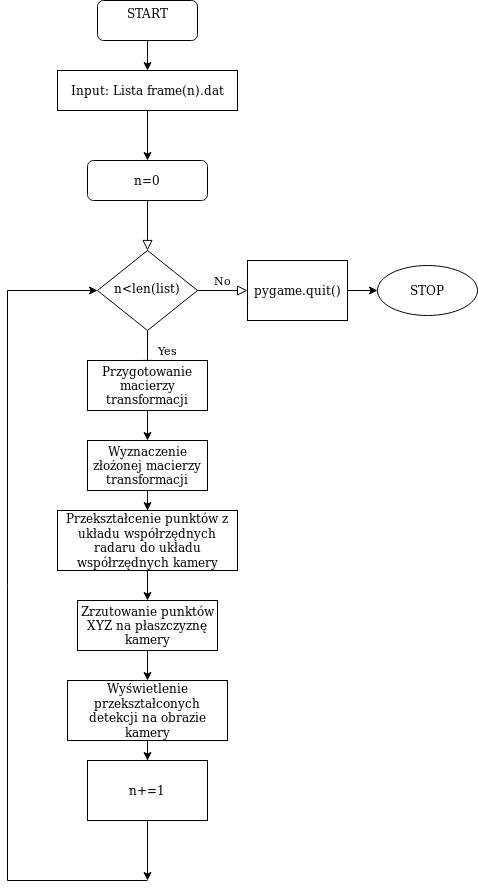 START
Input: Lista frame(n).dat
n=0
n<len(list)
No
pygame.quit()
STOP
Yes
Przygotowanie
macierzy
transformacji
Wyznaczenie
złożonej macierzy
transformacji
Przekształcenie punktów z
układu współrzędnych
radaru do układu
współrzędnych kamery
Zrzutowanie punktów
XYZ na płaszczyznę
kamery
Wyświetlenie
przekształconych
detekcji na obrazie
kamery
n+=1